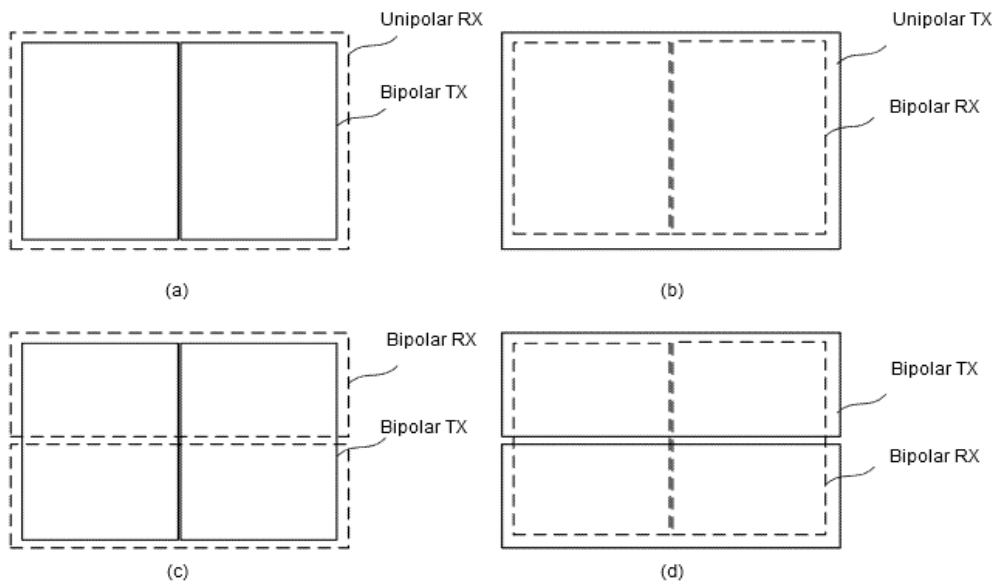 Unipolar RX
Bipolar TX
(a)
Unipolar TX
Bipolar RX
(b)
Bipolar RX
Bipolar TX
(c)
Bipolar TX
Bipolar RX
(d)